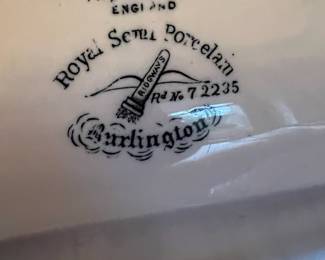 ENGLAND
Royal Semi Porcelain
RIDGWAYS
Rd No 72235
Burlington